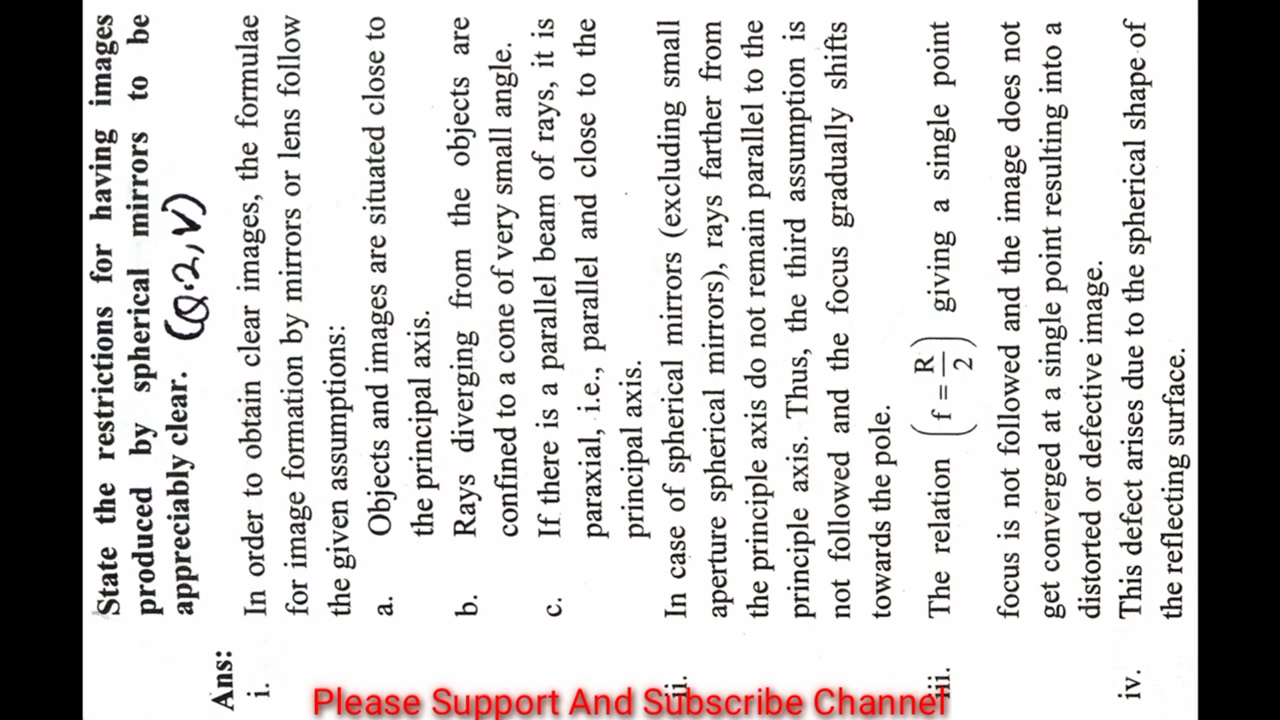 State the restrictions for having images
produced by spherical mirrors to be
appreciably clear. (Q.2, V)
Ans:
i. In order to obtain clear images, the formulae
for image formation by mirrors or lens follow
the given assumptions:
a. Objects and images are situated close to
the principal axis.
b. Rays diverging from the objects are
confined to a cone of very small angle.
c. If there is a parallel beam of rays, it is
paraxial, i.e., parallel and close to the
principal axis.
ii. In case of spherical mirrors (excluding small
aperture spherical mirrors), rays farther from
the principle axis do not remain parallel to the
principle axis. Thus, the third assumption is
not followed and the focus gradually shifts
towards the pole.
iii. The relation (f = R/2) giving a single point
focus is not followed and the image does not
get converged at a single point resulting into a
distorted or defective image.
iv. This defect arises due to the spherical shape of
the reflecting surface.
Please Support And Subscribe Channel